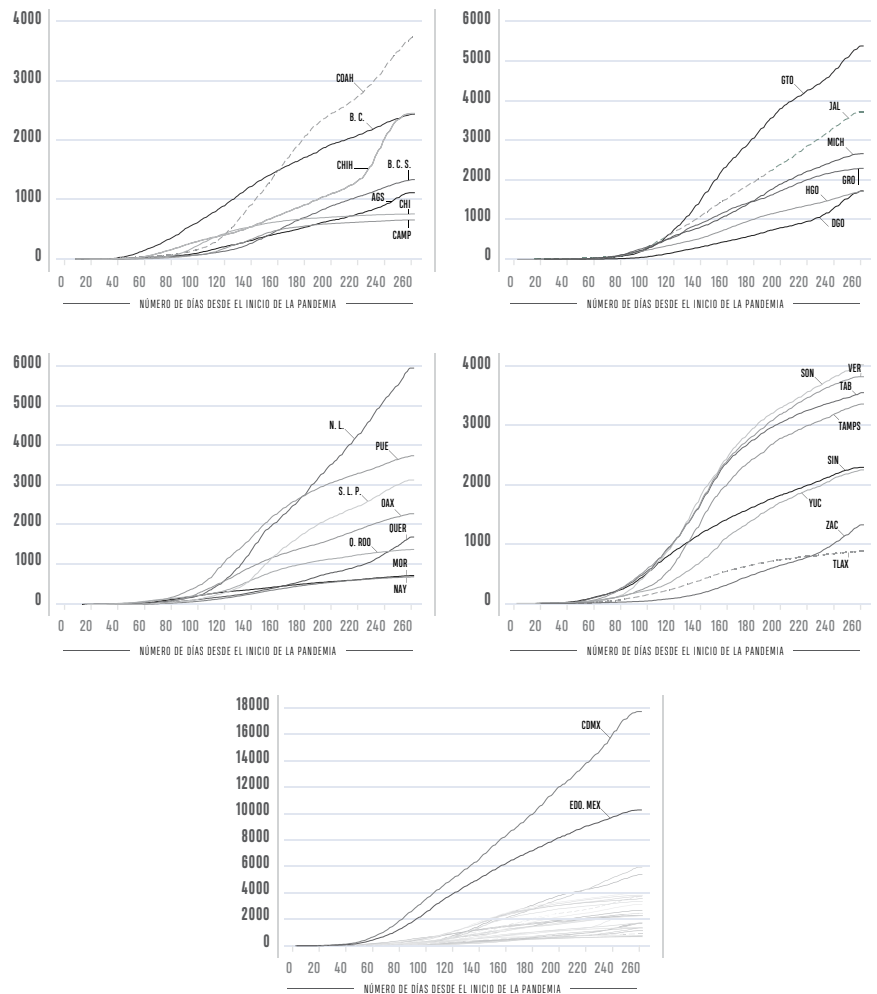 4000
3000
2000
1000
0
COAH
B. C.
CHIH
B. C. S.
AGS
CHI
CAMP
0 20 40 60 80 100 120 140 160 180 200 220 240 260
NÚMERO DE DÍAS DESDE EL INICIO DE LA PANDEMIA
6000
5000
4000
3000
2000
1000
0
GTO
JAL
MICH
GRO
HGO
DGO
0 20 40 60 80 100 120 140 160 180 200 220 240 260
NÚMERO DE DÍAS DESDE EL INICIO DE LA PANDEMIA
6000
5000
4000
3000
2000
1000
0
N. L.
PUE
S. L. P.
OAX
QUER
Q. ROO
MOR
NAY
0 20 40 60 80 100 120 140 160 180 200 220 240 260
NÚMERO DE DÍAS DESDE EL INICIO DE LA PANDEMIA
4000
3000
2000
1000
0
SON
VER
TAB
TAMPS
SIN
YUC
ZAC
TLAX
0 20 40 60 80 100 120 140 160 180 200 220 240 260
NÚMERO DE DÍAS DESDE EL INICIO DE LA PANDEMIA
18000
16000
14000
12000
10000
8000
6000
4000
2000
0
CDMX
EDO. MEX
0 20 40 60 80 100 120 140 160 180 200 220 240 260
NÚMERO DE DÍAS DESDE EL INICIO DE LA PANDEMIA